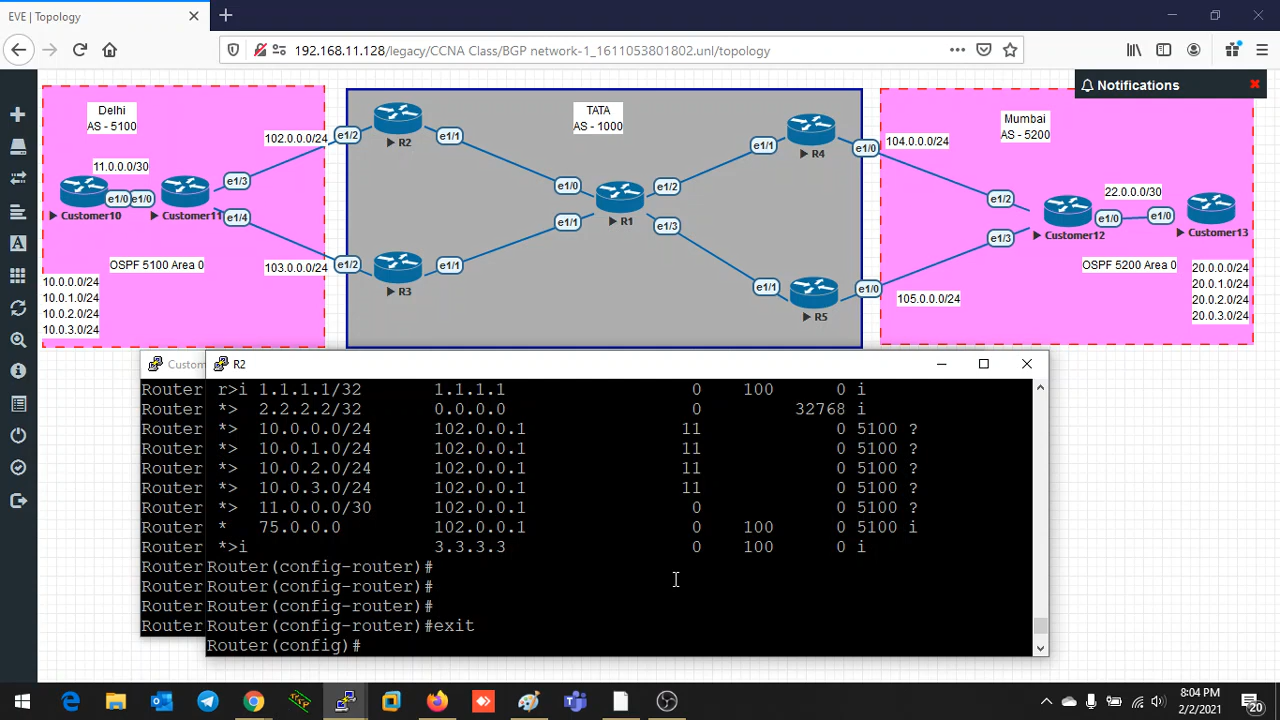 EVE | Topology
192.168.11.128/legacy/CCNA Class/BGP network-1_1611053801802.unl/topology
Notifications
Delhi
AS - 5100
TATA
AS - 1000
Mumbai
AS - 5200
102.0.0.0/24
e1/2
R2
e1/1
e1/1
R4
e1/0
104.0.0.0/24
11.0.0.0/30
e1/3
e1/0
e1/2
22.0.0.0/30
Customer10
e1/0
e1/0
Customer11
e1/4
e1/1
R1
e1/3
e1/2
Customer12
e1/0
e1/0
Customer13
e1/3
OSPF 5100 Area 0
103.0.0.0/24
e1/2
R3
e1/1
e1/1
R5
e1/0
105.0.0.0/24
OSPF 5200 Area 0
10.0.0.0/24
10.0.1.0/24
10.0.2.0/24
10.0.3.0/24
20.0.0.0/24
20.0.1.0/24
20.0.2.0/24
20.0.3.0/24
Custom
R2
Router r>i 1.1.1.1/32 1.1.1.1 0 100 0 i
Router *> 2.2.2.2/32 0.0.0.0 0 32768 i
Router *> 10.0.0.0/24 102.0.0.1 11 0 5100 ?
Router *> 10.0.1.0/24 102.0.0.1 11 0 5100 ?
Router *> 10.0.2.0/24 102.0.0.1 11 0 5100 ?
Router *> 10.0.3.0/24 102.0.0.1 11 0 5100 ?
Router *> 11.0.0.0/30 102.0.0.1 0 0 5100 ?
Router * 75.0.0.0 102.0.0.1 0 100 0 5100 i
Router *>i 3.3.3.3 0 100 0 i
Router Router(config-router)#
Router Router(config-router)#
Router Router(config-router)#
Router Router(config-router)#exit
Router Router(config)#
8:04 PM
2/2/2021
20